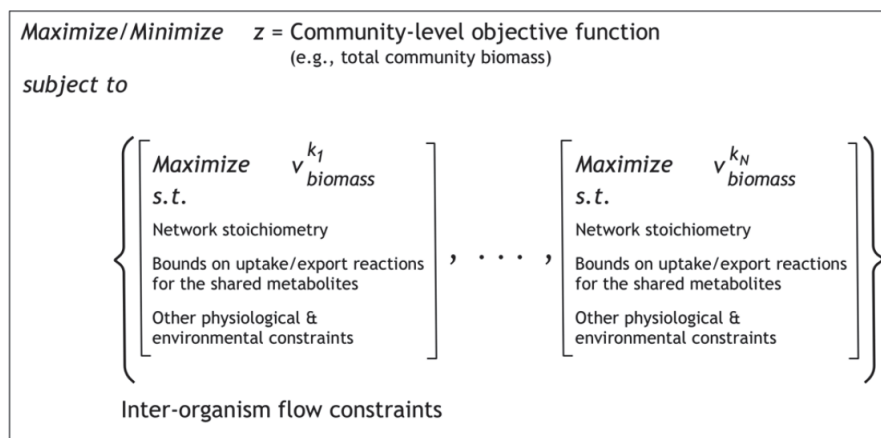 Maximize/Minimize z = Community-level objective function
(e.g., total community biomass)
subject to
Maximize v^{k_1}_{biomass}
s.t.
Network stoichiometry
Bounds on uptake/export reactions
for the shared metabolites
Other physiological &
environmental constraints
, . . . ,
Maximize v^{k_N}_{biomass}
s.t.
Network stoichiometry
Bounds on uptake/export reactions
for the shared metabolites
Other physiological &
environmental constraints
Inter-organism flow constraints